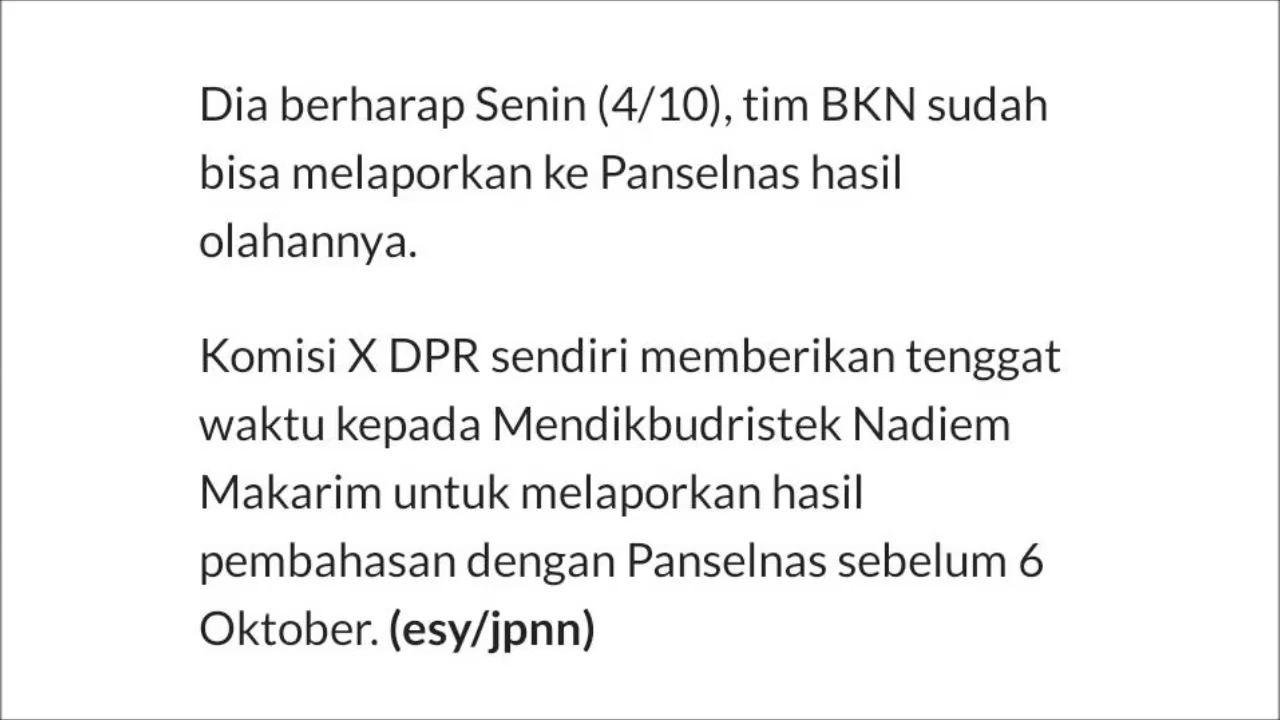 Dia berharap Senin (4/10), tim BKN sudah
bisa melaporkan ke Panselnas hasil
olahannya.
Komisi X DPR sendiri memberikan tenggat
waktu kepada Mendikbudristek Nadiem
Makarim untuk melaporkan hasil
pembahasan dengan Panselnas sebelum 6
Oktober. (esy/jpnn)